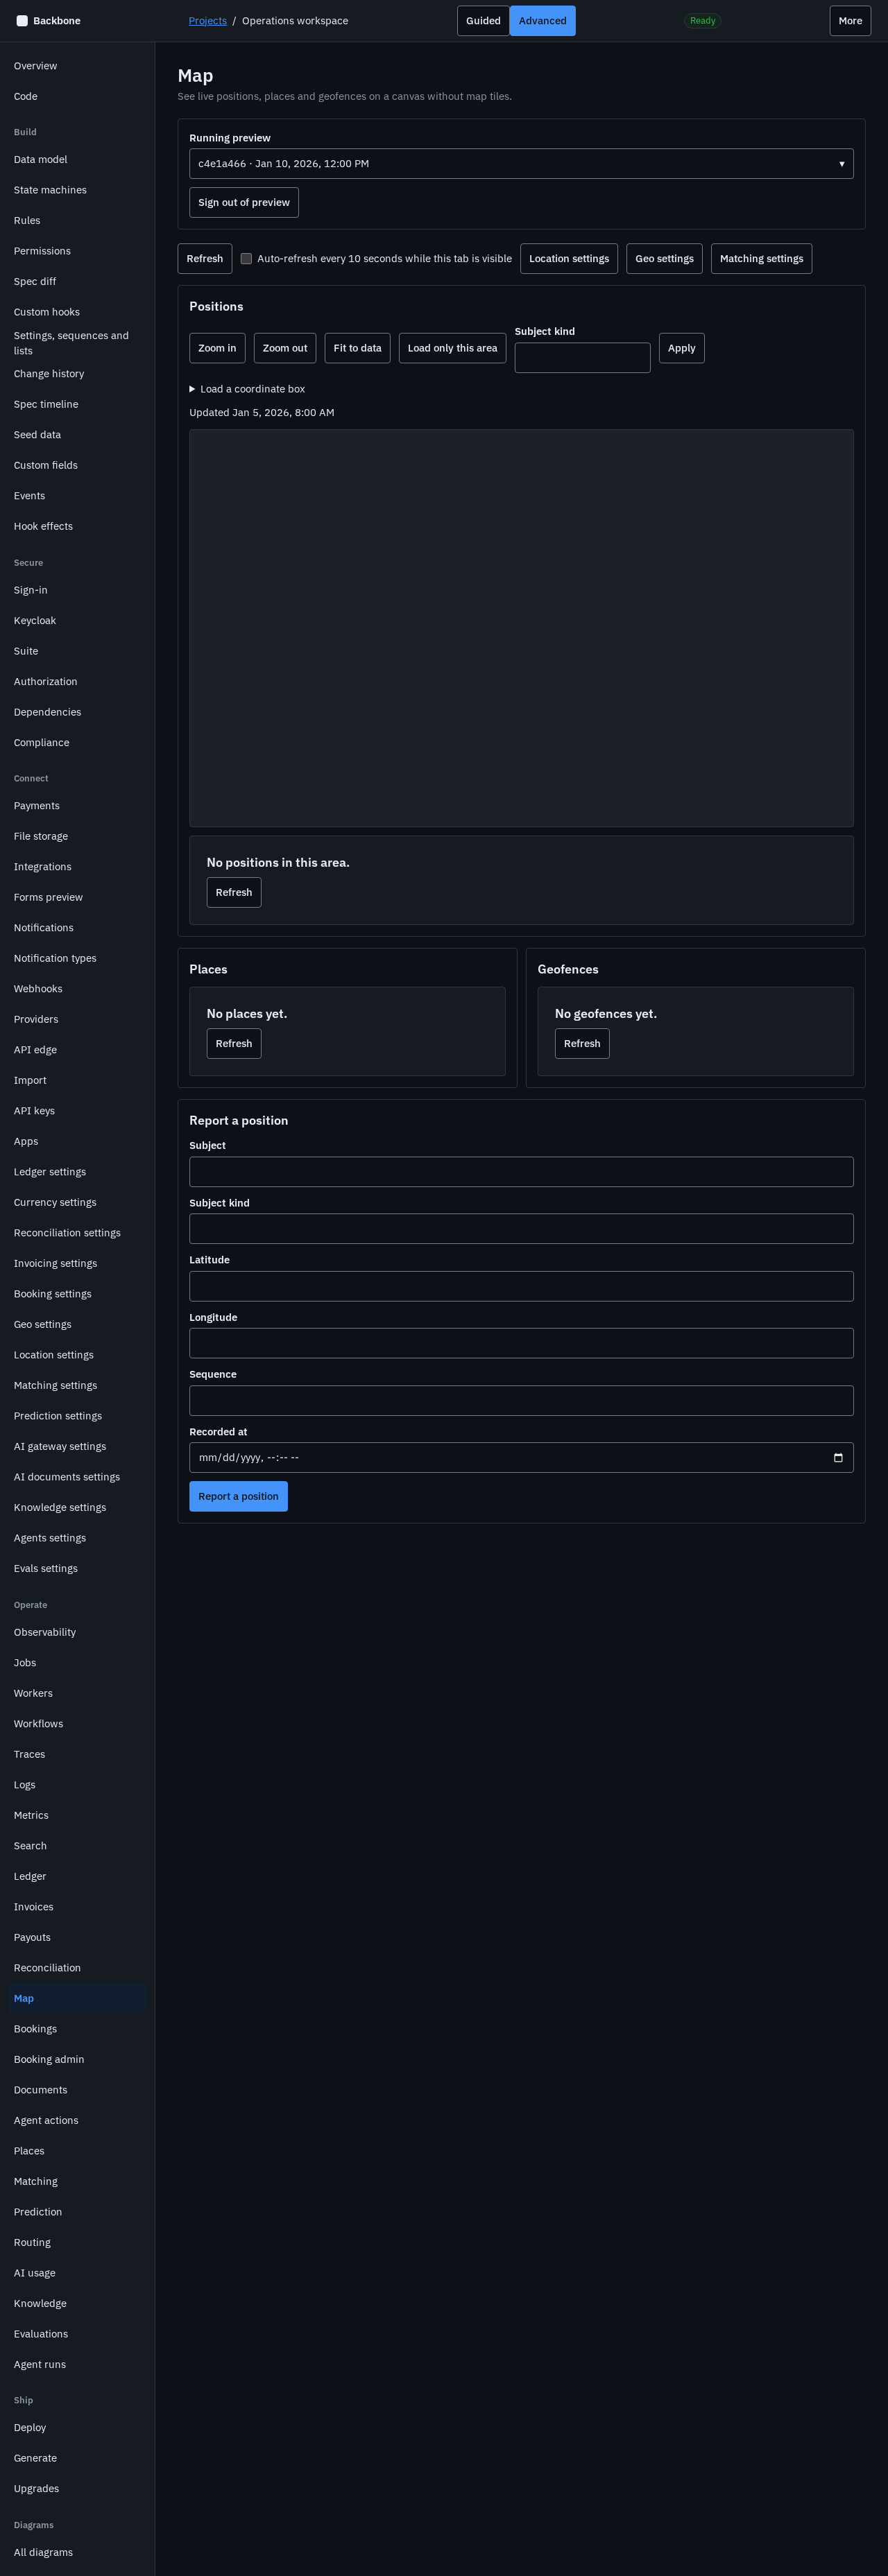 Backbone
Projects / Operations workspace
Guided
Advanced
Ready
More
Overview
Code
Build
Data model
State machines
Rules
Permissions
Spec diff
Custom hooks
Settings, sequences and
lists
Change history
Spec timeline
Seed data
Custom fields
Events
Hook effects
Secure
Sign-in
Keycloak
Suite
Authorization
Dependencies
Compliance
Connect
Payments
File storage
Integrations
Forms preview
Notifications
Notification types
Webhooks
Providers
API edge
Import
API keys
Apps
Ledger settings
Currency settings
Reconciliation settings
Invoicing settings
Booking settings
Geo settings
Location settings
Matching settings
Prediction settings
AI gateway settings
AI documents settings
Knowledge settings
Agents settings
Evals settings
Operate
Observability
Jobs
Workers
Workflows
Traces
Logs
Metrics
Search
Ledger
Invoices
Payouts
Reconciliation
Map
Bookings
Booking admin
Documents
Agent actions
Places
Matching
Prediction
Routing
AI usage
Knowledge
Evaluations
Agent runs
Ship
Deploy
Generate
Upgrades
Diagrams
All diagrams
Map
See live positions, places and geofences on a canvas without map tiles.
Running preview
c4e1a466 · Jan 10, 2026, 12:00 PM
Sign out of preview
Refresh
Auto-refresh every 10 seconds while this tab is visible
Location settings
Geo settings
Matching settings
Positions
Zoom in
Zoom out
Fit to data
Load only this area
Subject kind
Apply
Load a coordinate box
Updated Jan 5, 2026, 8:00 AM
No positions in this area.
Refresh
Places
No places yet.
Refresh
Geofences
No geofences yet.
Refresh
Report a position
Subject
Subject kind
Latitude
Longitude
Sequence
Recorded at
mm/dd/yyyy, --:-- --
Report a position